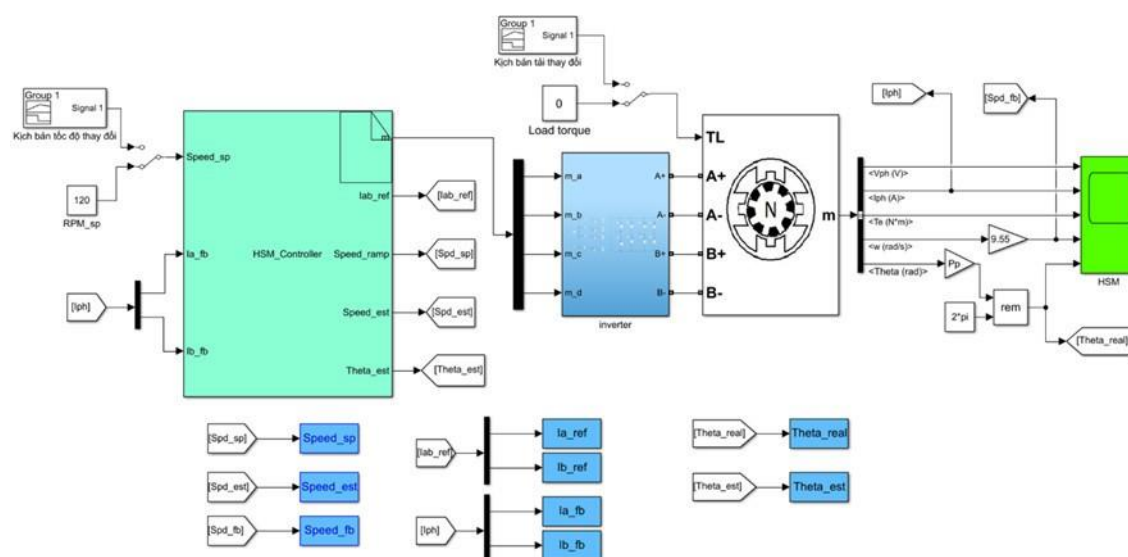 Group 1
Signal 1
Kịch bản tải thay đổi
Group 1
Signal 1
Kịch bản tốc độ thay đổi
0
Load torque
120
RPM_sp
[Iph]
Speed_sp
Ia_fb
Ib_fb
HSM_Controller
m
Iab_ref
Speed_ramp
Speed_est
Theta_est
[Iab_ref]
[Spd_sp]
[Spd_est]
[Theta_est]
m_a
m_b
m_c
m_d
A+
A-
B+
B-
inverter
TL
A+
A-
B+
B-
N
m
[Iph]
[Spd_fb]
<Vph (V)>
<Iph (A)>
<Te (N*m)>
<w (rad/s)>
<Theta (rad)>
9.55
Pp
2*pi
rem
HSM
[Theta_real]
[Spd_sp]
Speed_sp
[Spd_est]
Speed_est
[Spd_fb]
Speed_fb
[Iab_ref]
Ia_ref
Ib_ref
[Iph]
Ia_fb
Ib_fb
[Theta_real]
Theta_real
[Theta_est]
Theta_est